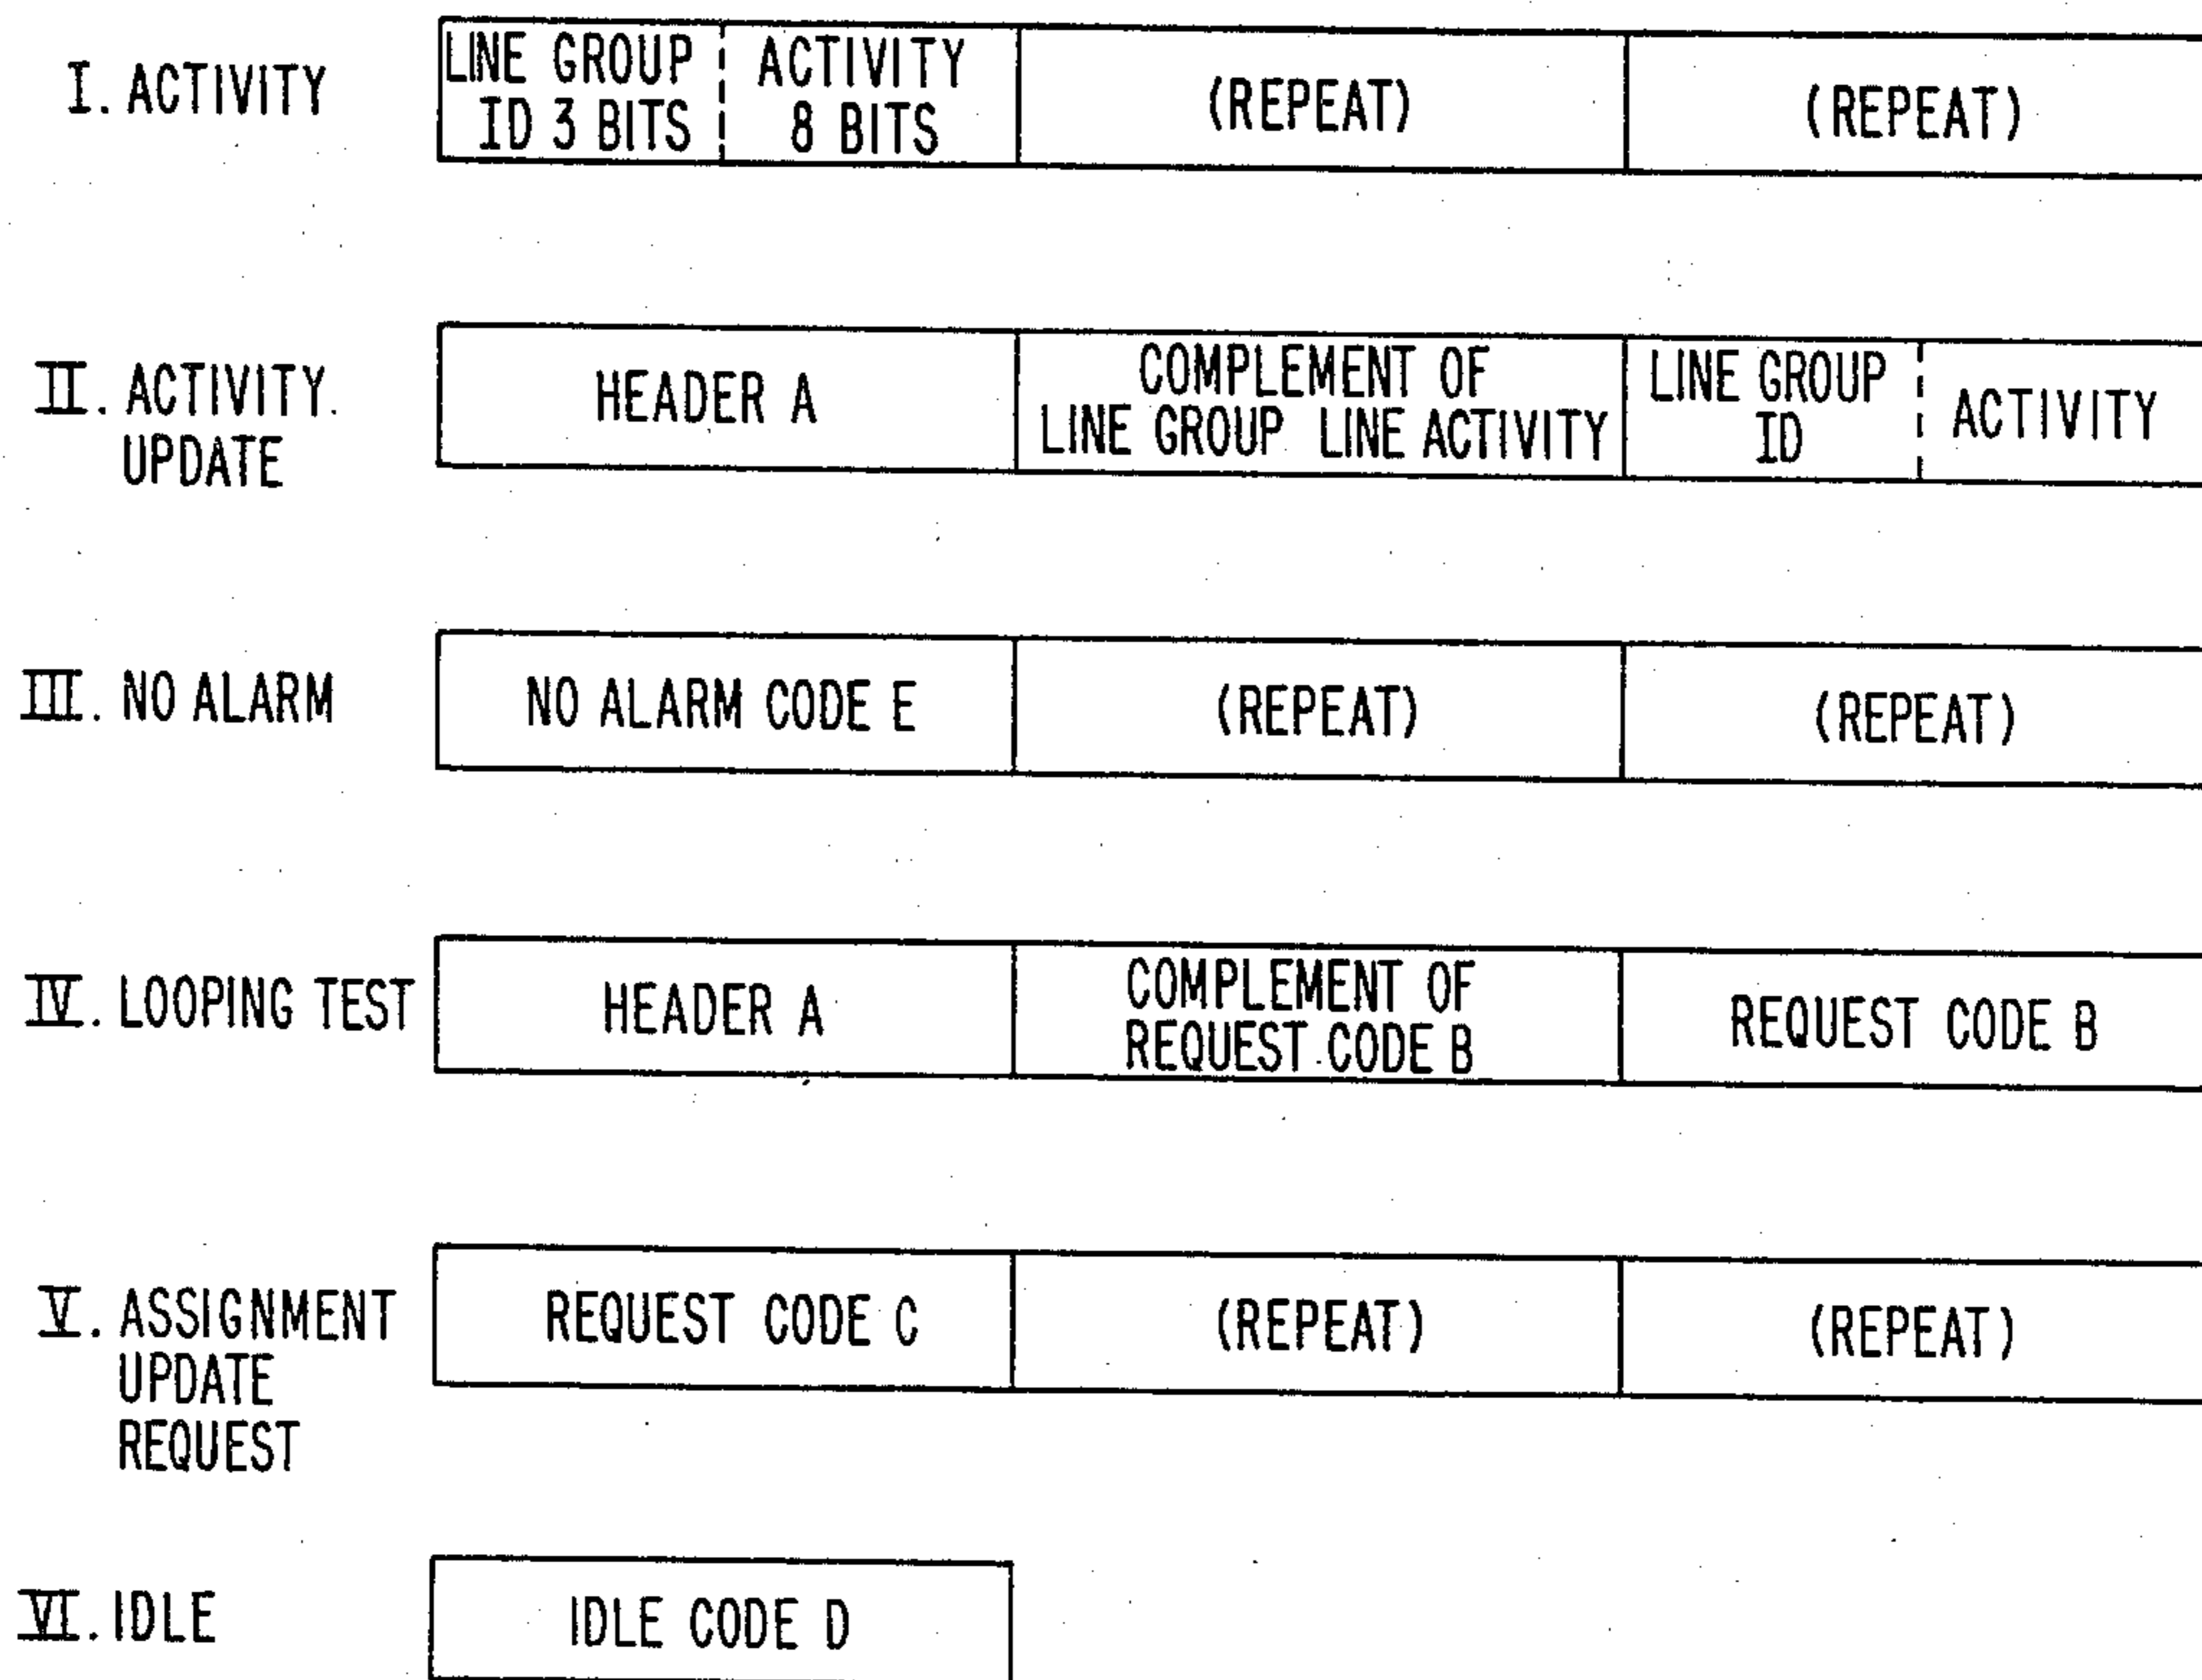 I. ACTIVITY
LINE GROUP
ID 3 BITS
ACTIVITY
8 BITS
(REPEAT)
(REPEAT)
II. ACTIVITY.
UPDATE
HEADER A
COMPLEMENT OF
LINE GROUP LINE ACTIVITY
LINE GROUP
ID
ACTIVITY
III. NO ALARM
NO ALARM CODE E
(REPEAT)
(REPEAT)
IV. LOOPING TEST
HEADER A
COMPLEMENT OF
REQUEST CODE B
REQUEST CODE B
V. ASSIGNMENT
UPDATE
REQUEST
REQUEST CODE C
(REPEAT)
(REPEAT)
VI. IDLE
IDLE CODE D